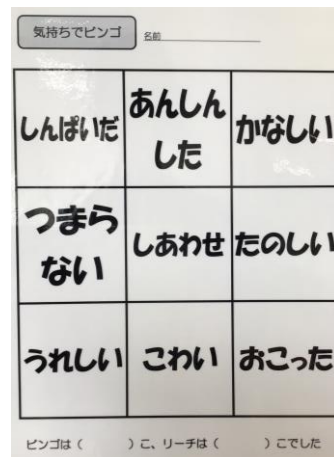 気持ちでビンゴ
名前
しんぱいだ
あんしん
した
かなしい
つまら
ない
しあわせ
たのしい
うれしい
こわい
おこった
ビンゴは（　　　）こ、リーチは（　　　）こでした